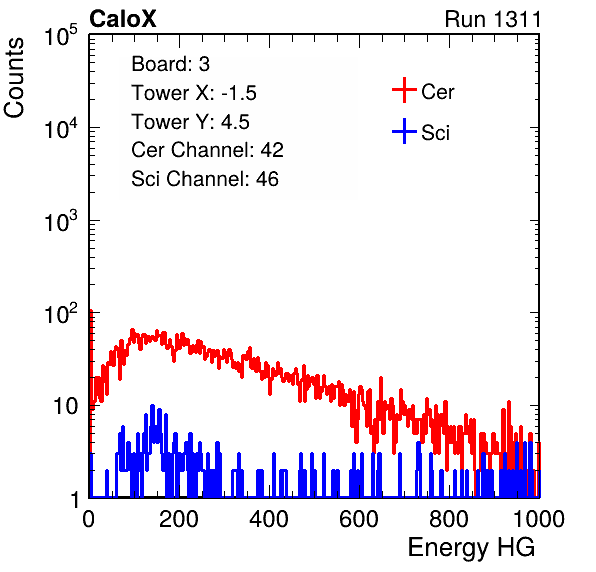 CaloX Run 1311
Counts
10^5
10^4
10^3
10^2
10
1
Board: 3
Tower X: -1.5
Tower Y: 4.5
Cer Channel: 42
Sci Channel: 46
Cer
Sci
0 200 400 600 800 1000
Energy HG